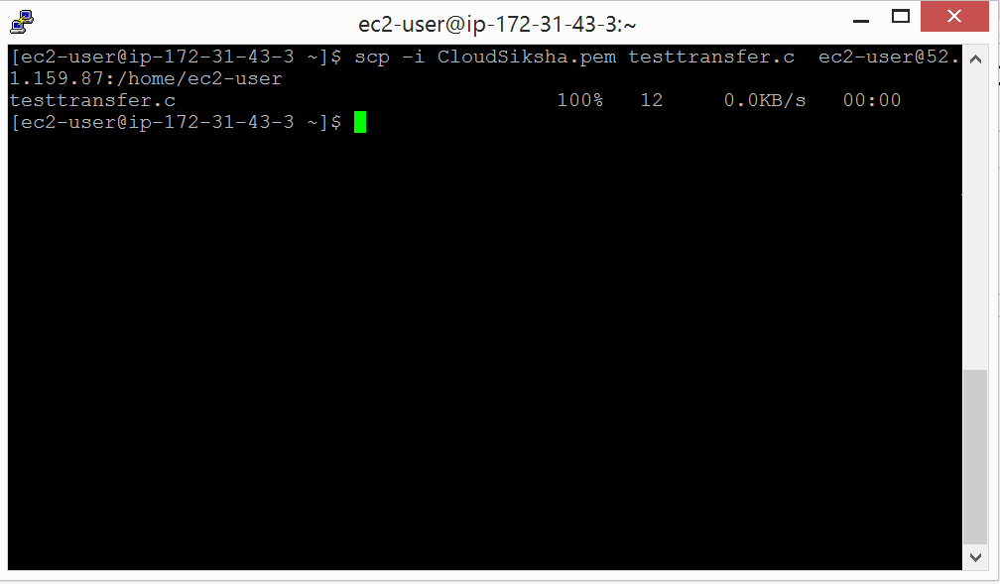 ec2-user@ip-172-31-43-3:~
[ec2-user@ip-172-31-43-3 ~]$ scp -i CloudSiksha.pem testtransfer.c  ec2-user@52.
1.159.87:/home/ec2-user
testtransfer.c                                100%   12     0.0KB/s   00:00
[ec2-user@ip-172-31-43-3 ~]$